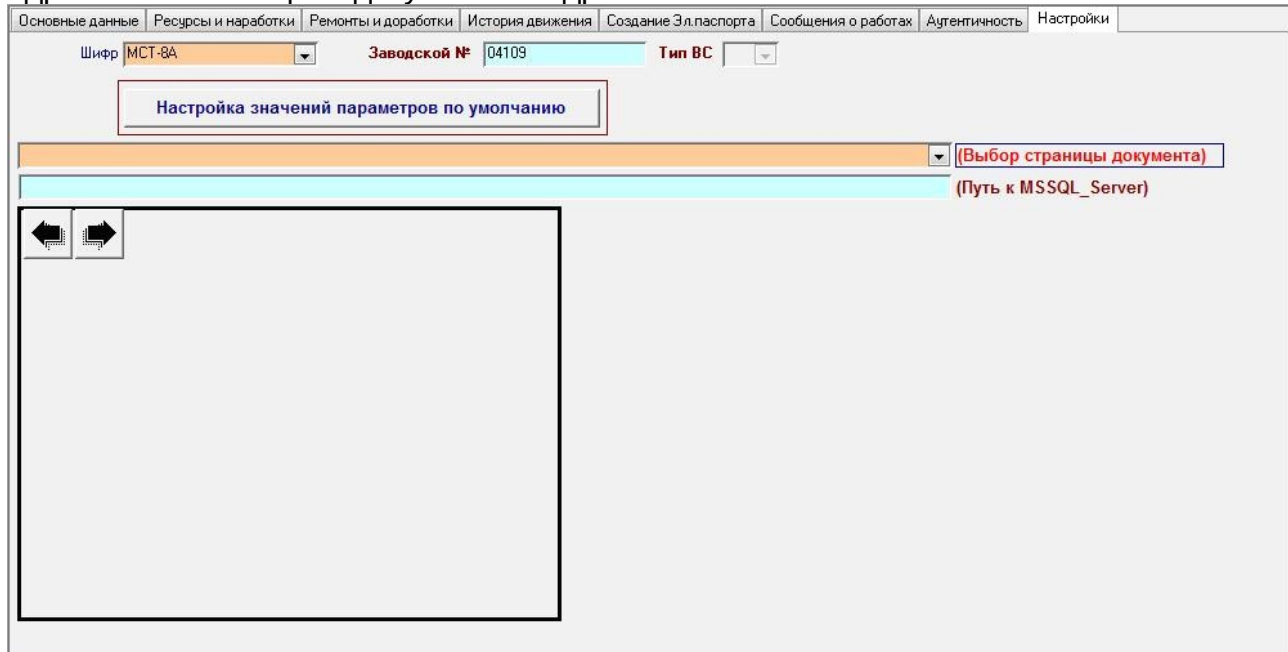 Основные данные Ресурсы и наработки Ремонты и доработки История движения Создание Эл.паспорта Сообщения о работах Аутентичность Настройки
Шифр МСТ-8А Заводской № 04109 Тип ВС
Настройка значений параметров по умолчанию
(Выбор страницы документа)
(Путь к MSSQL_Server)